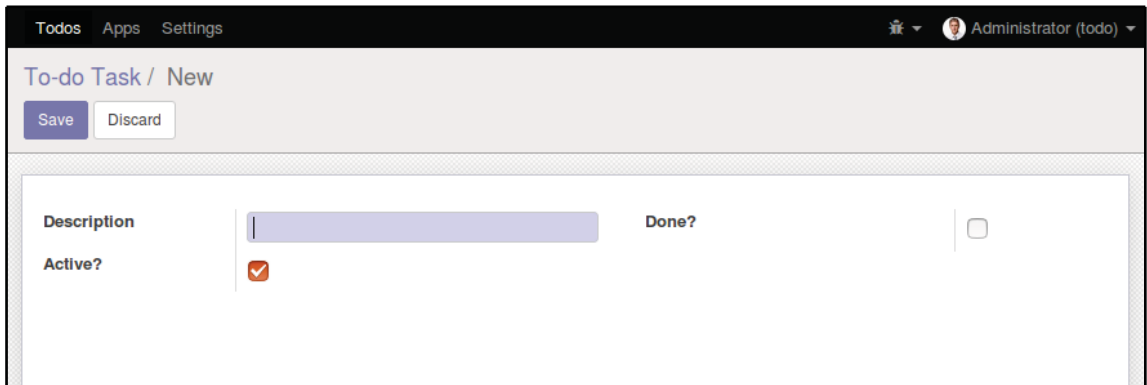 Todos Apps Settings Administrator (todo)
To-do Task / New
Save Discard
Description Done?
Active?